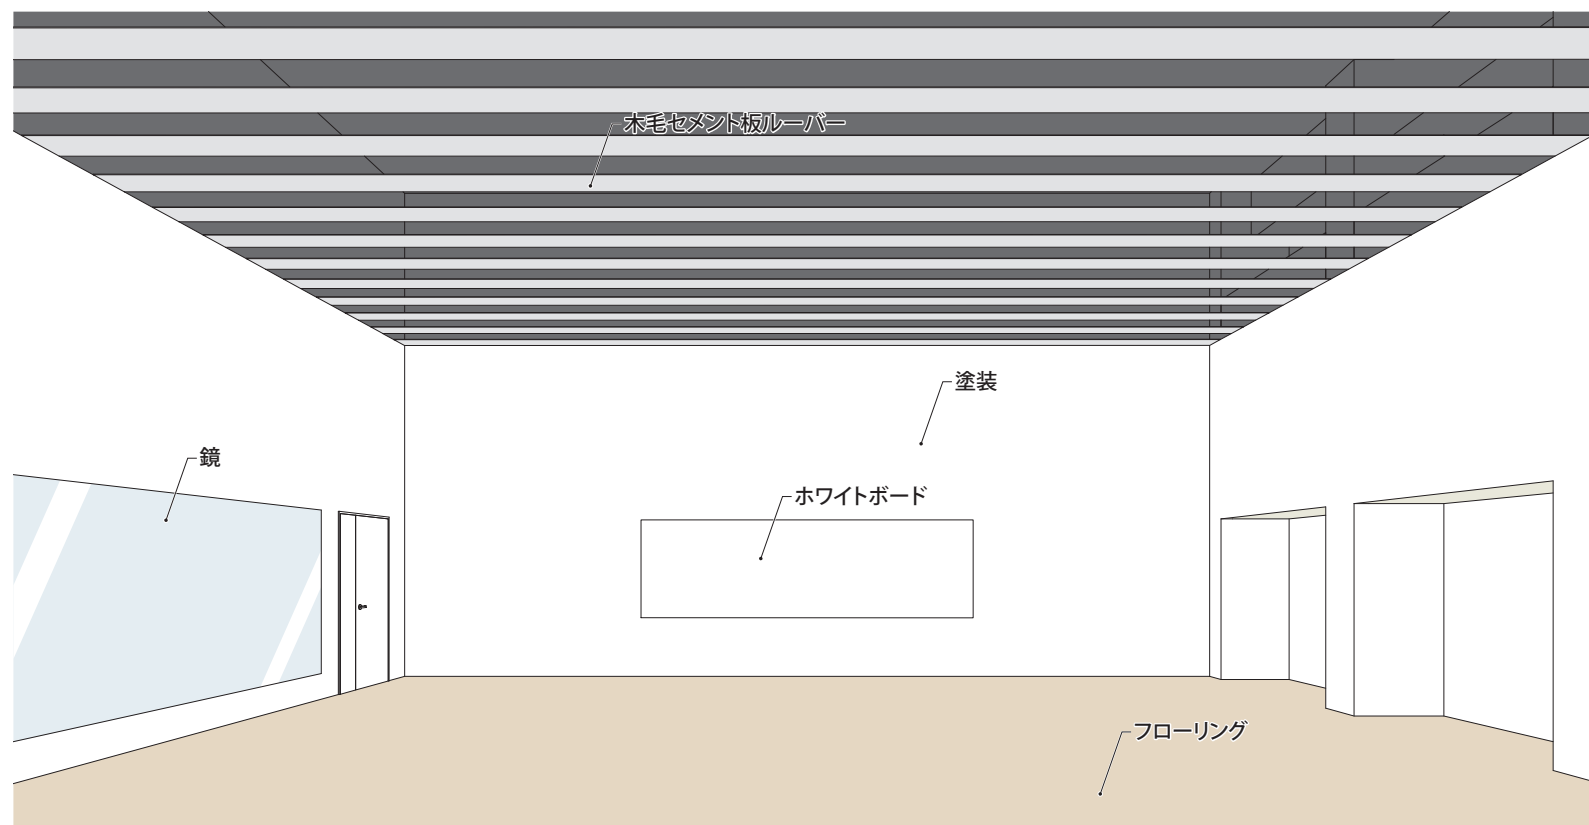 木毛セメント板ルーバー
塗装
鏡
ホワイトボード
フローリング